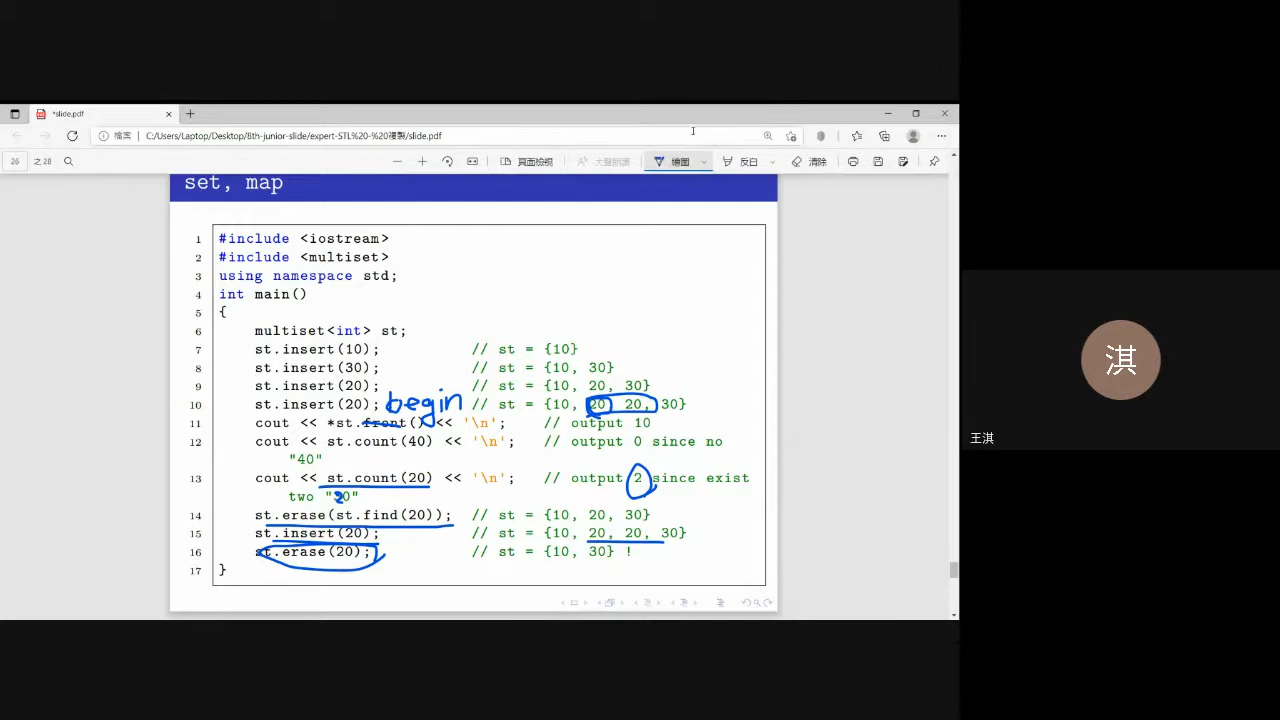 *slide.pdf
檔案 C:/Users/Laptop/Desktop/8th-junior-slide/expert-STL%20-%20複製/slide.pdf
26 之 28 頁面檢視 大聲朗讀 繪圖 反白 清除
set, map
1 #include <iostream>
2 #include <multiset>
3 using namespace std;
4 int main()
5 {
6 multiset<int> st;
7 st.insert(10); // st = {10}
8 st.insert(30); // st = {10, 30}
9 st.insert(20); // st = {10, 20, 30}
10 st.insert(20); // st = {10, 20, 20, 30}
begin
11 cout << *st.front() << '\n'; // output 10
12 cout << st.count(40) << '\n'; // output 0 since no
"40"
13 cout << st.count(20) << '\n'; // output 2 since exist
two "20"
14 st.erase(st.find(20)); // st = {10, 20, 30}
15 st.insert(20); // st = {10, 20, 20, 30}
16 st.erase(20); // st = {10, 30} !
17 }
淇
王淇